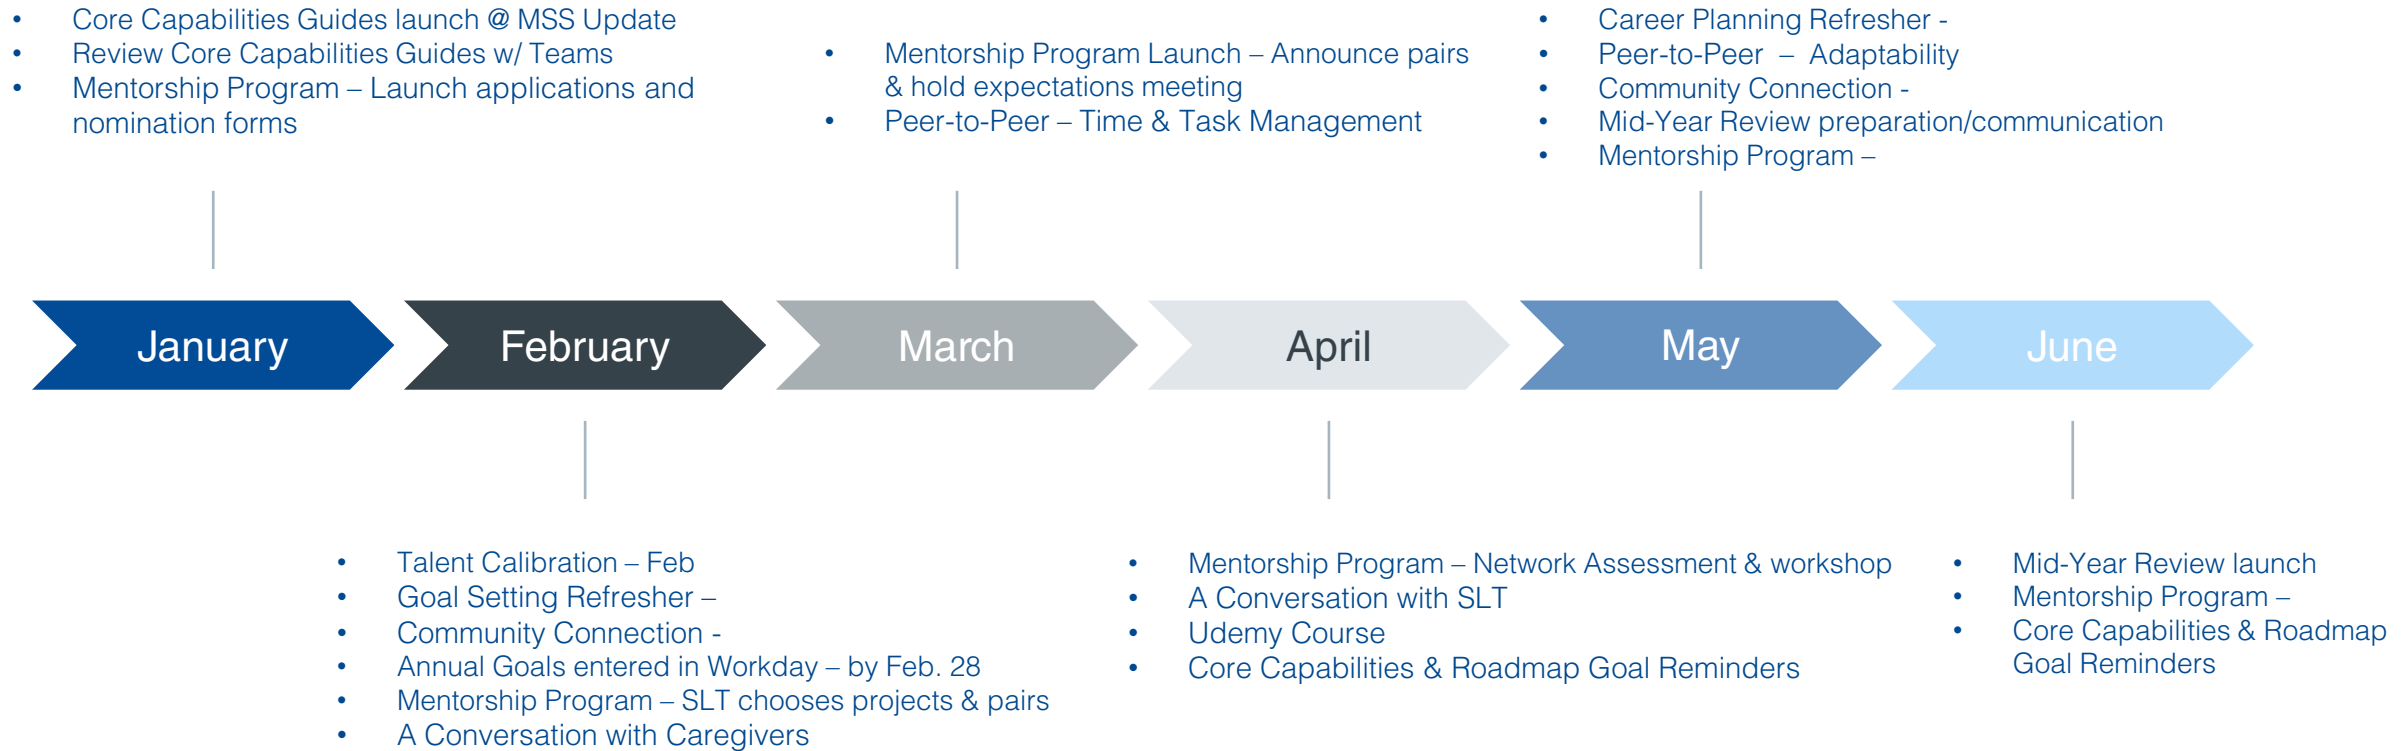 • Core Capabilities Guides launch @ MSS Update
• Review Core Capabilities Guides w/ Teams
• Mentorship Program – Launch applications and
nomination forms
• Mentorship Program Launch – Announce pairs
& hold expectations meeting
• Peer-to-Peer – Time & Task Management
• Career Planning Refresher -
• Peer-to-Peer – Adaptability
• Community Connection -
• Mid-Year Review preparation/communication
• Mentorship Program –
January
February
March
April
May
June
• Talent Calibration – Feb
• Goal Setting Refresher –
• Community Connection -
• Annual Goals entered in Workday – by Feb. 28
• Mentorship Program – SLT chooses projects & pairs
• A Conversation with Caregivers
• Mentorship Program – Network Assessment & workshop
• A Conversation with SLT
• Udemy Course
• Core Capabilities & Roadmap Goal Reminders
• Mid-Year Review launch
• Mentorship Program –
• Core Capabilities & Roadmap
Goal Reminders